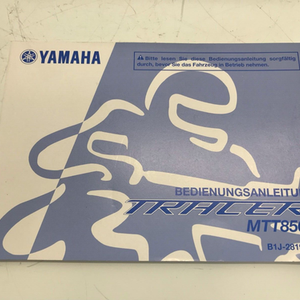 YAMAHA
Bitte lesen Sie diese Bedienungsanleitung sorgfältig
durch, bevor Sie das Fahrzeug in Betrieb nehmen.
BEDIENUNGSANLEITU
TRACER
MTT850
B1J-2819